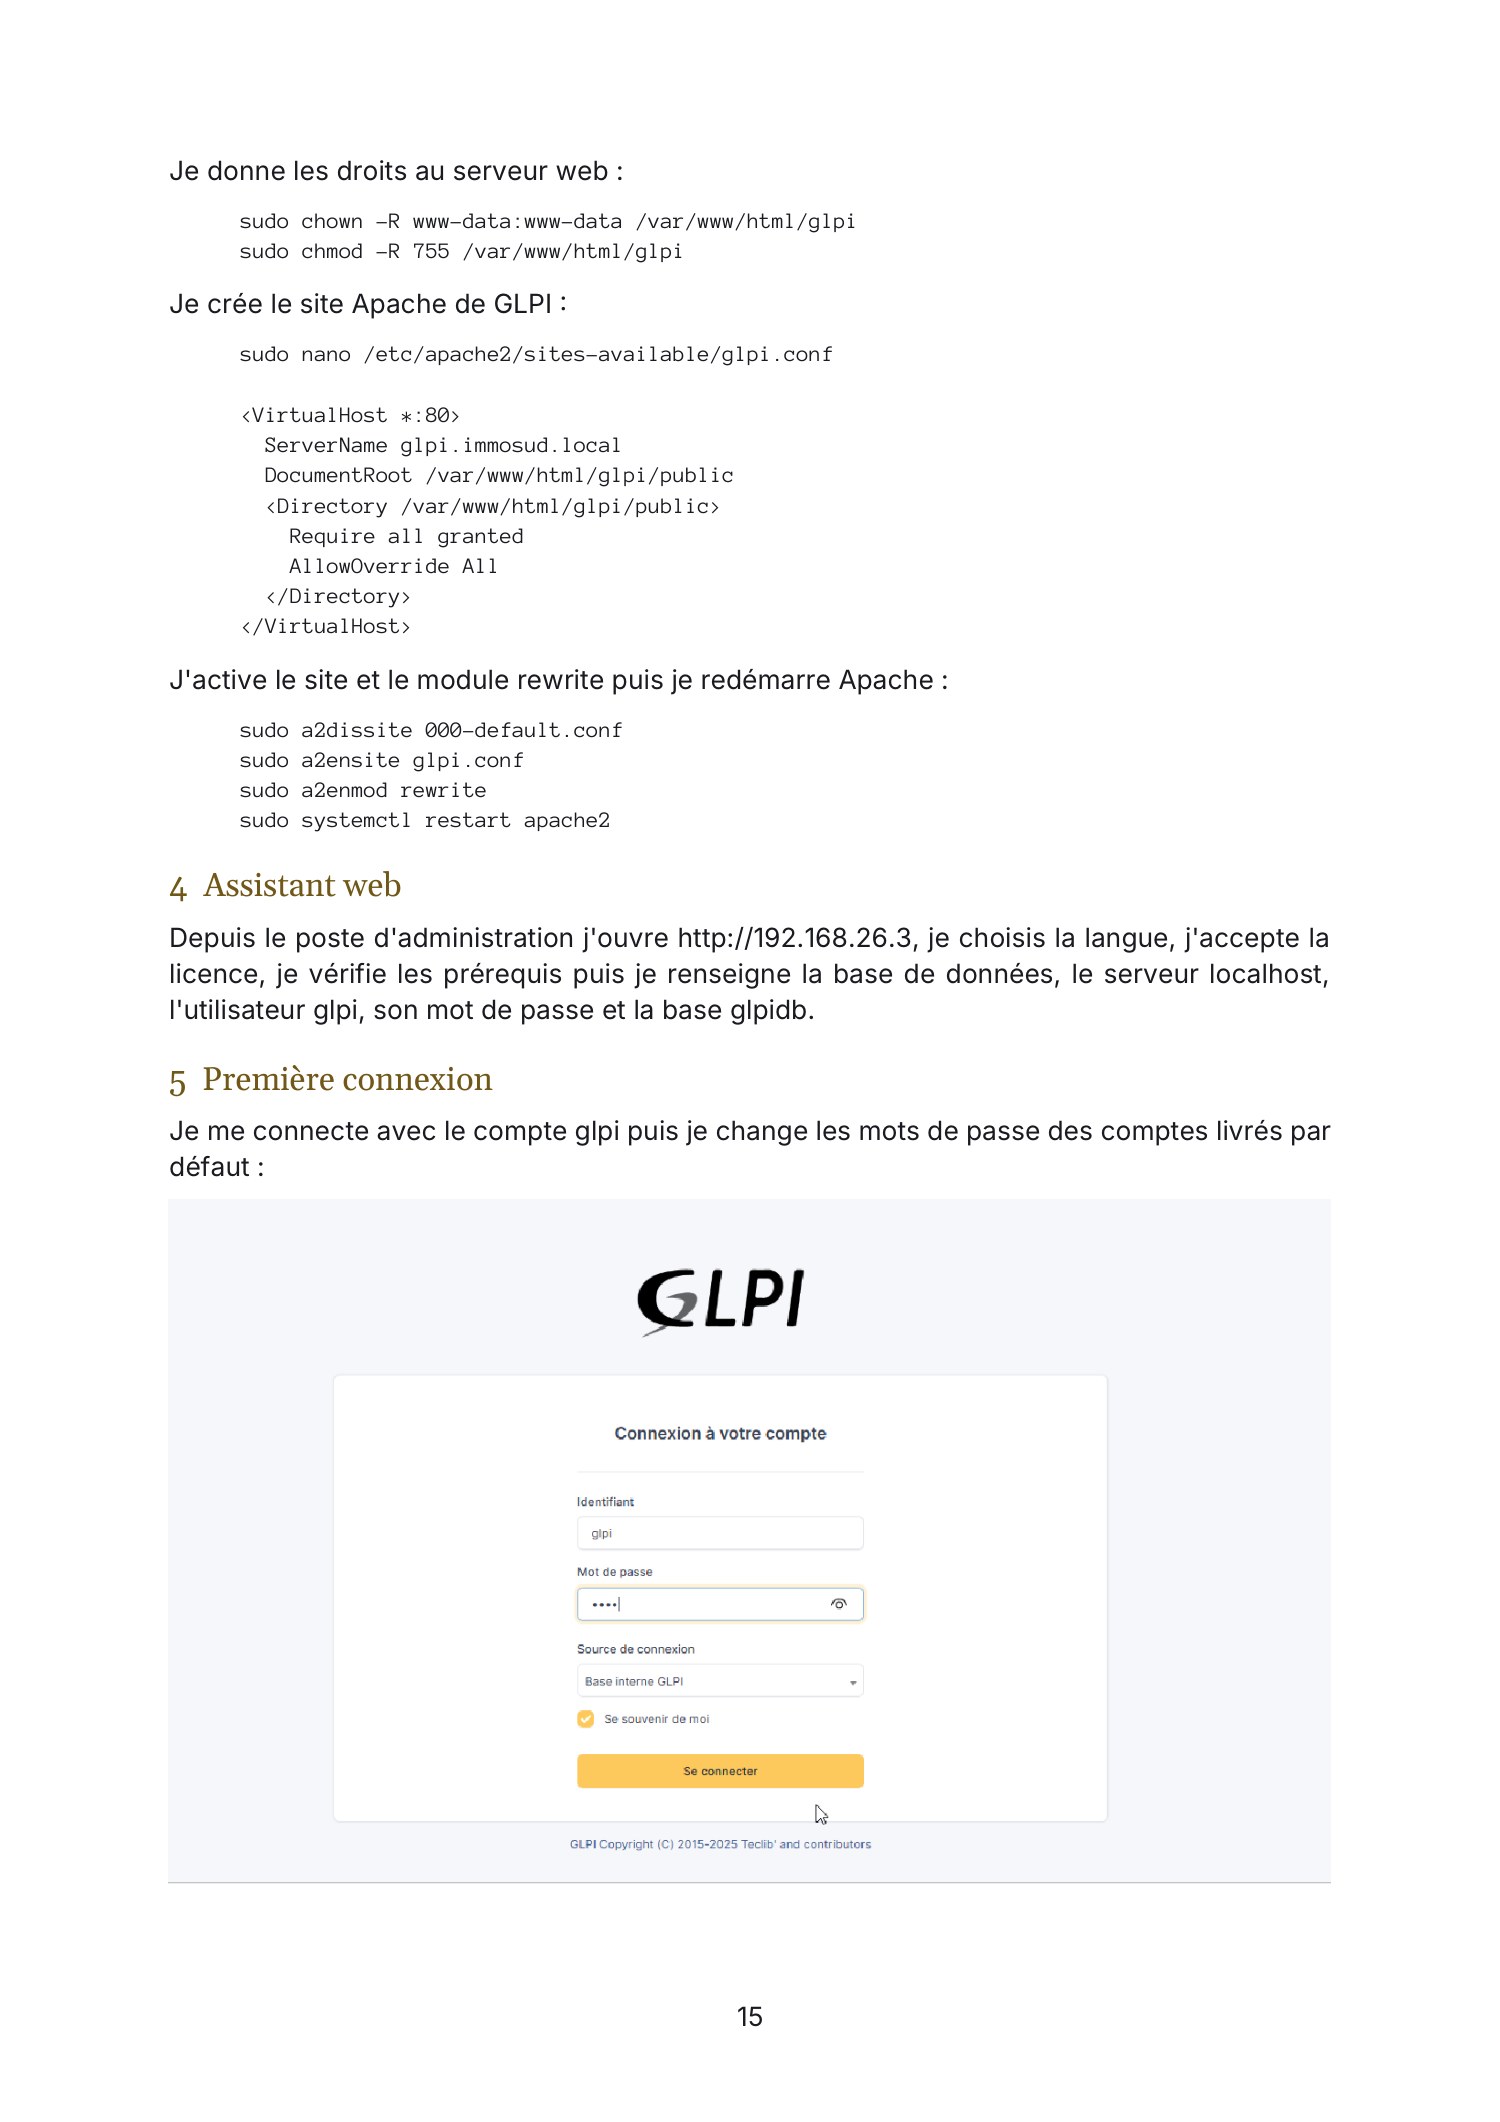 Je donne les droits au serveur web :
sudo chown -R www-data:www-data /var/www/html/glpi
sudo chmod -R 755 /var/www/html/glpi
Je crée le site Apache de GLPI :
sudo nano /etc/apache2/sites-available/glpi.conf
<VirtualHost *:80>
ServerName glpi.immosud.local
DocumentRoot /var/www/html/glpi/public
<Directory /var/www/html/glpi/public>
Require all granted
AllowOverride All
</Directory>
</VirtualHost>
J'active le site et le module rewrite puis je redémarre Apache :
sudo a2dissite 000-default.conf
sudo a2ensite glpi.conf
sudo a2enmod rewrite
sudo systemctl restart apache2
4 Assistant web
Depuis le poste d'administration j'ouvre http://192.168.26.3, je choisis la langue, j'accepte la
licence, je vérifie les prérequis puis je renseigne la base de données, le serveur localhost,
l'utilisateur glpi, son mot de passe et la base glpidb.
5 Première connexion
Je me connecte avec le compte glpi puis je change les mots de passe des comptes livrés par
défaut :
GLPI
Connexion à votre compte
Identifiant
glpi
Mot de passe
••••
Source de connexion
Base interne GLPI
Se souvenir de moi
Se connecter
GLPI Copyright (C) 2015-2025 Teclib' and contributors
15